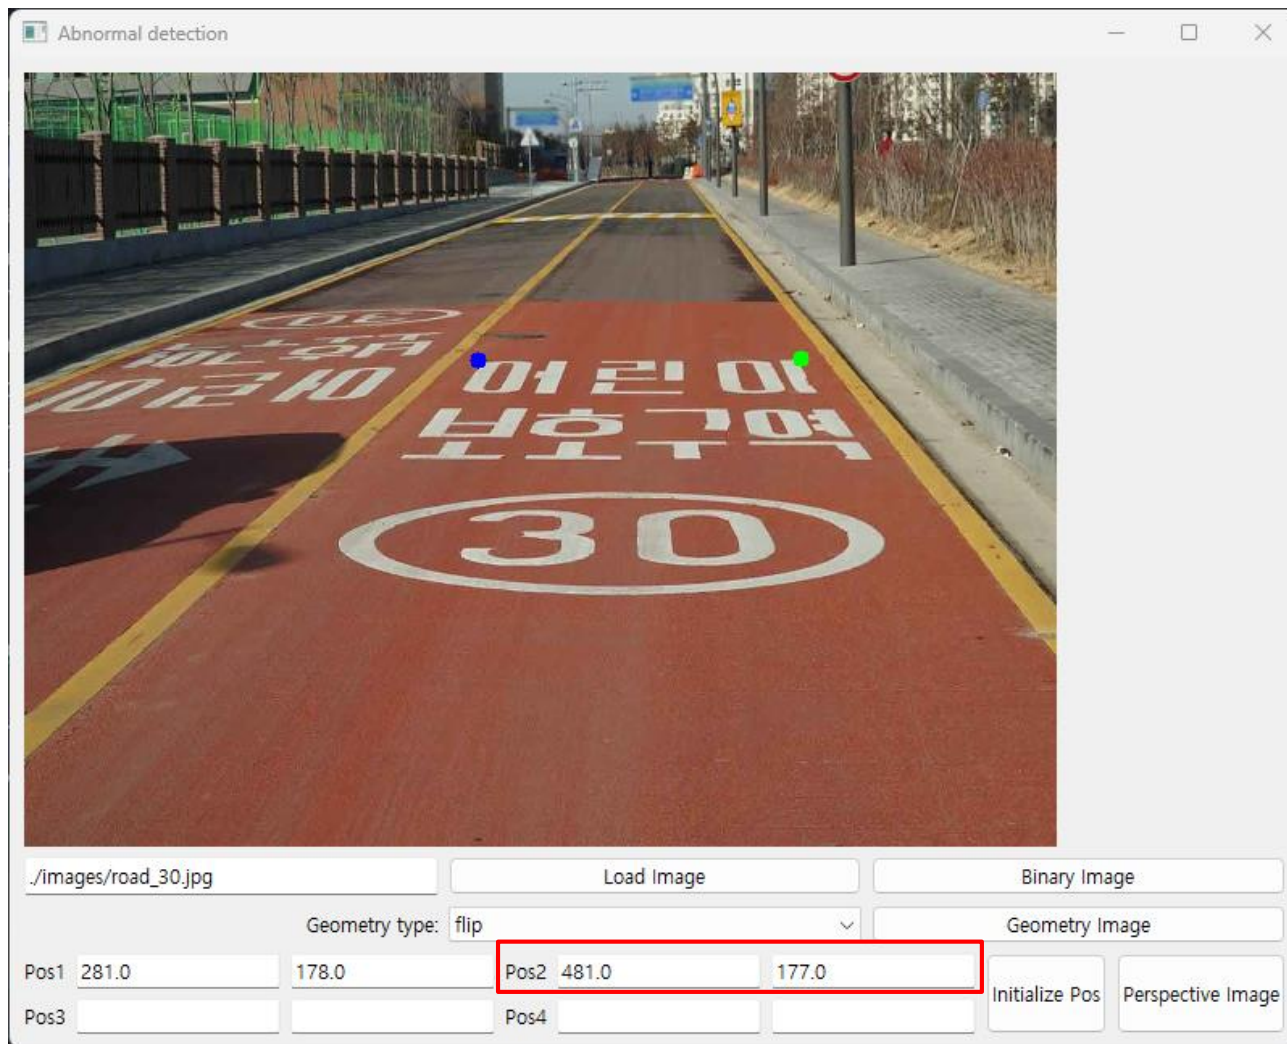 Abnormal detection
어린이
보호구역
30
./images/road_30.jpg
Load Image
Binary Image
Geometry type:
flip
Geometry Image
Pos1
281.0
178.0
Pos2
481.0
177.0
Initialize Pos
Perspective Image
Pos3
Pos4